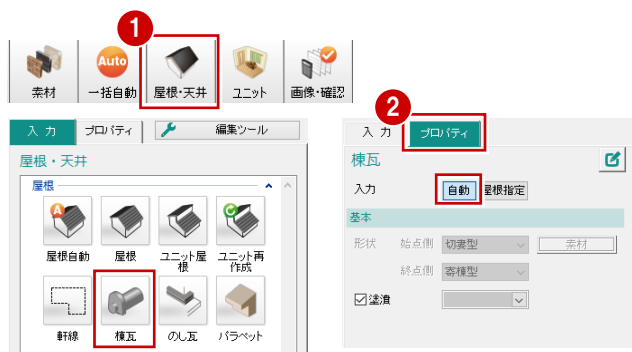 1
Auto
素材 一括自動 屋根・天井 ユニット 画像・確認
入 力 プロパティ 編集ツール
屋根・天井
屋根
A C
屋根自動 屋根 ユニット屋根 ユニット再作成
軒線 棟瓦 のし瓦 パラペット
2
入 力 プロパティ
棟瓦
入力 自動 屋根指定
基本
形状 始点側 切妻型 素材
終点側 寄棟型
塗潰